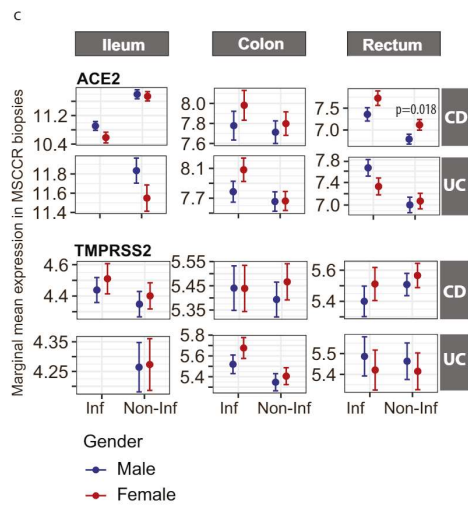 C
Ileum Colon Rectum
ACE2
Marginal mean expression in MSCCR biopsies
11.2
10.4
8.0
7.8
7.6
7.5
7.0
p=0.018
CD
11.8
11.6
11.4
8.1
7.7
7.8
7.4
7.0
UC
TMPRSS2
4.6
4.4
5.55
5.45
5.35
5.6
5.4
CD
4.35
4.25
5.8
5.6
5.4
5.5
5.4
UC
Inf Non-Inf Inf Non-Inf Inf Non-Inf
Gender
Male
Female